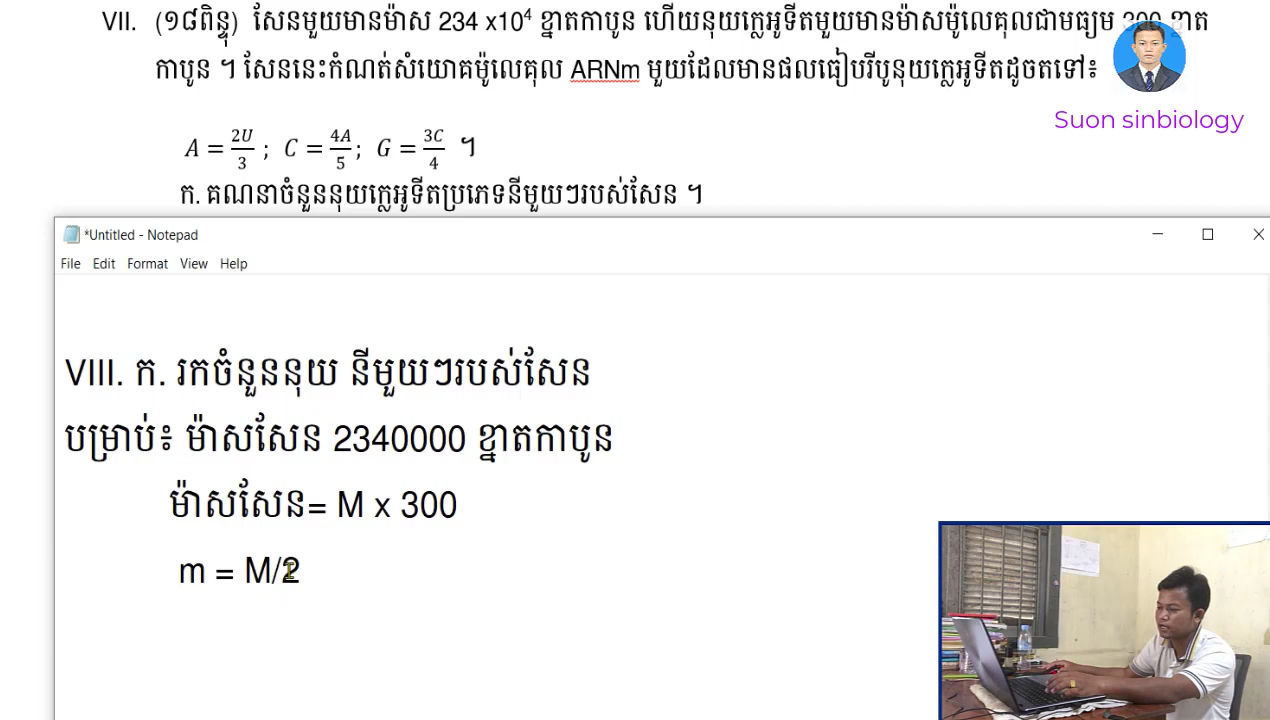 VII. (១៨ពិន្ទុ) សែនមួយមានម៉ាស 234 x10⁴ ខ្នាតកាបូន ហើយនុយក្លេអូទីតមួយមានម៉ាសម៉ូលេគុលជាមធ្យម 300 ខ្នាត
កាបូន ។ សែននេះកំណត់សំយោគម៉ូលេគុល ARNm មួយដែលមានផលធៀបរីបូនុយក្លេអូទីតដូចតទៅ៖
Suon sinbiology
A = 2U/3 ; C = 4A/5 ; G = 3C/4 ។
ក. គណនាចំនួននុយក្លេអូទីតប្រភេទនីមួយៗរបស់សែន ។
*Untitled - Notepad
File Edit Format View Help
VIII. ក. រកចំនួននុយ នីមួយៗរបស់សែន
បម្រាប់៖ ម៉ាសសែន 2340000 ខ្នាតកាបូន
ម៉ាសសែន= M x 300
m = M/2